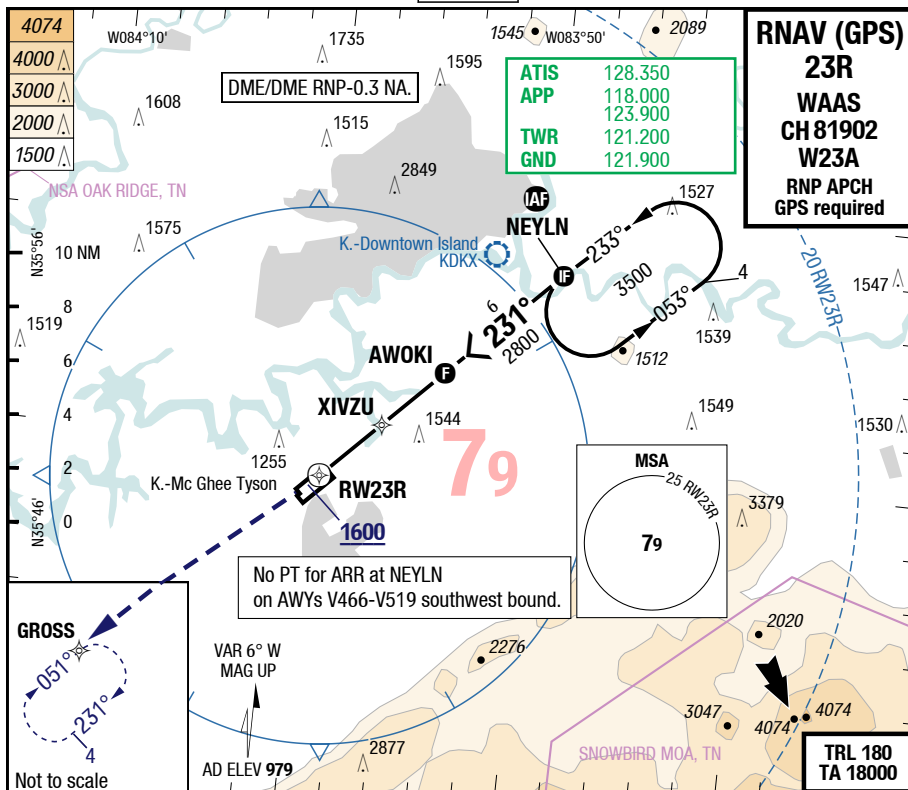 4074
4000
3000
2000
1500
W084°10'
1735
1545
W083°50'
2089
RNAV (GPS)
23R
WAAS
CH 81902
W23A
RNP APCH
GPS required
ATIS 128.350
APP 118.000
123.900
TWR 121.200
GND 121.900
DME/DME RNP-0.3 NA.
1595
1608
1515
2849
NSA OAK RIDGE, TN
IAF
NEYLN
1527
1575
N35°56'
10 NM
K.-Downtown Island
KDKX
IF
233°
3500
053°
4
20 RW23R
1547
8
6
231°
2800
1539
1519
1512
6
AWOKI
F
4
XIVZU
1544
1549
1530
1255
79
2
K.-Mc Ghee Tyson
RW23R
MSA
25 RW23R
79
3379
N35°46'
0
1600
No PT for ARR at NEYLN
on AWYs V466-V519 southwest bound.
GROSS
051°
231°
4
Not to scale
VAR 6° W
MAG UP
2276
2020
3047
4074
4074
SNOWBIRD MOA, TN
AD ELEV 979
2877
TRL 180
TA 18000